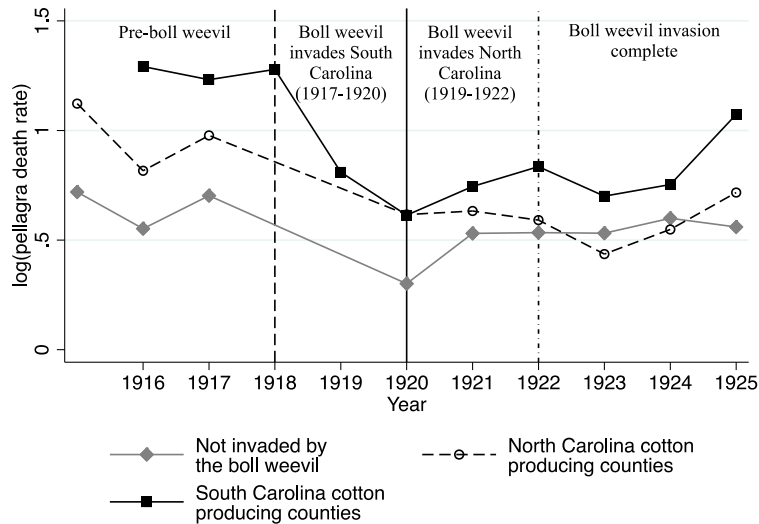 1.5
Pre-boll weevil
Boll weevil
invades South
Carolina
(1917-1920)
Boll weevil
invades North
Carolina
(1919-1922)
Boll weevil invasion
complete
1
.5
0
log(pellagra death rate)
1916 1917 1918 1919 1920 1921 1922 1923 1924 1925
Year
Not invaded by
the boll weevil
North Carolina cotton
producing counties
South Carolina cotton
producing counties